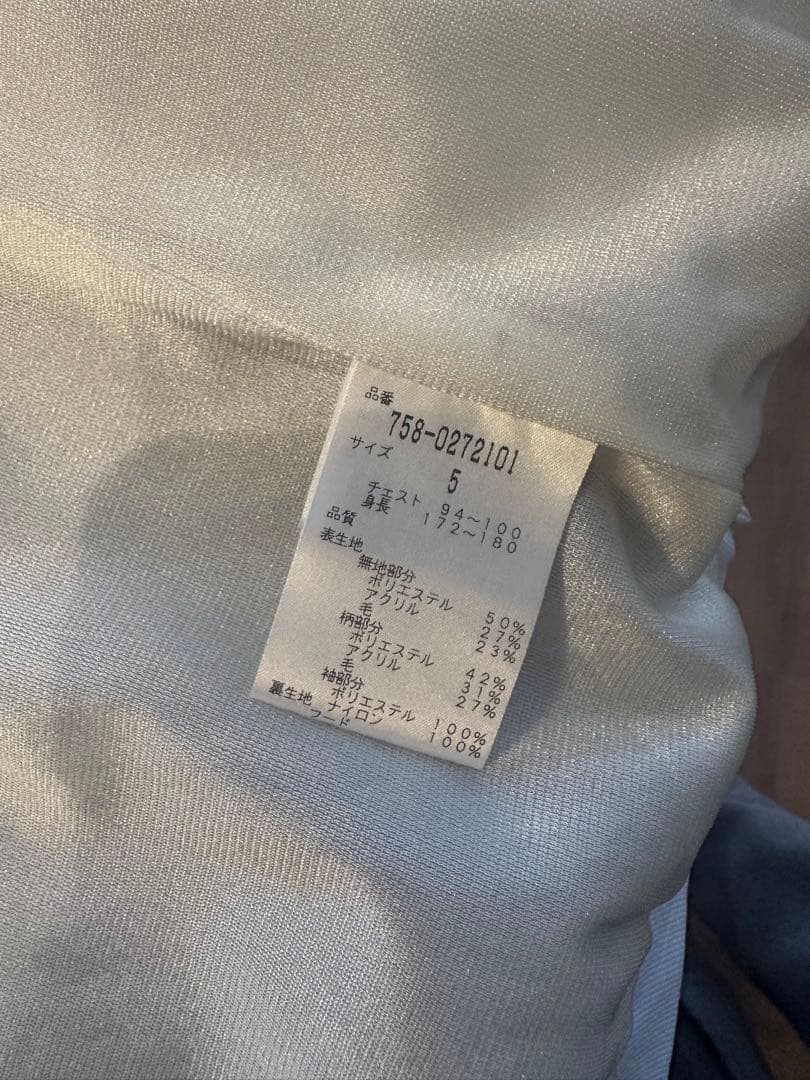 品番
758-0272101
サイズ
5
チェスト 94～100
身長 172～180
品質
表生地
無地部分
ポリエステル 50%
アクリル 27%
毛 23%
柄部分
ポリエステル 42%
アクリル 31%
毛 27%
袖部分
ポリエステル 100%
裏生地 ナイロン 100%
フード